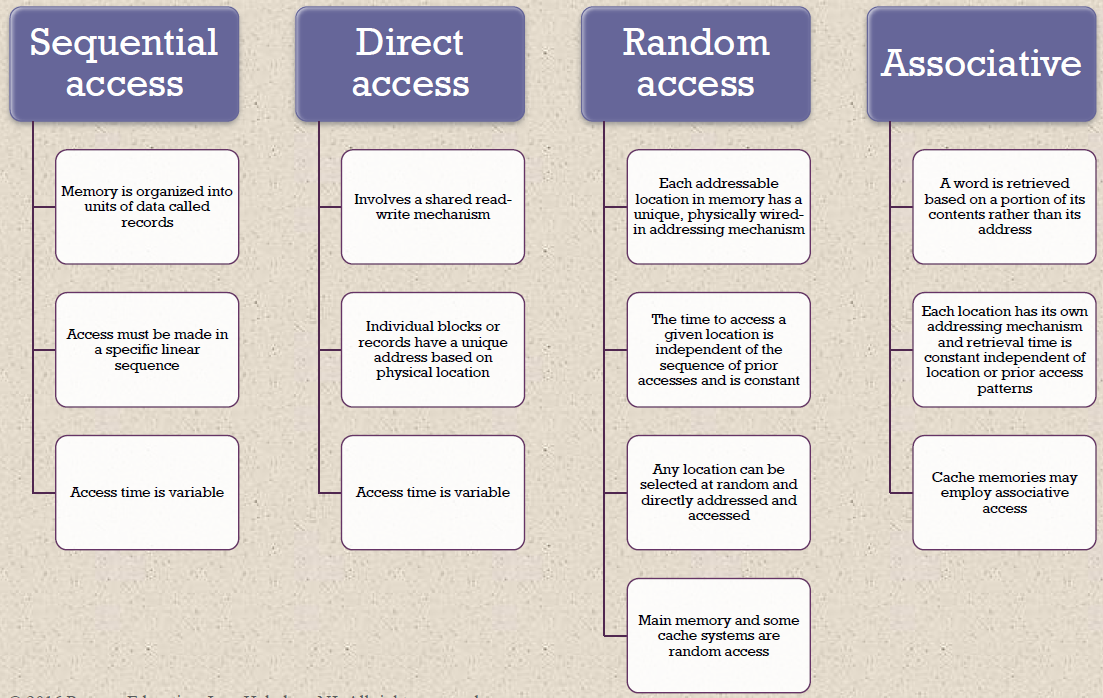 Sequential
access
Memory is organized into
units of data called
records
Access must be made in
a specific linear
sequence
Access time is variable
Direct
access
Involves a shared read-
write mechanism
Individual blocks or
records have a unique
address based on
physical location
Access time is variable
Random
access
Each addressable
location in memory has a
unique, physically wired-
in addressing mechanism
The time to access a
given location is
independent of the
sequence of prior
accesses and is constant
Any location can be
selected at random and
directly addressed and
accessed
Main memory and some
cache systems are
random access
Associative
A word is retrieved
based on a portion of its
contents rather than its
address
Each location has its own
addressing mechanism
and retrieval time is
constant independent of
location or prior access
patterns
Cache memories may
employ associative
access